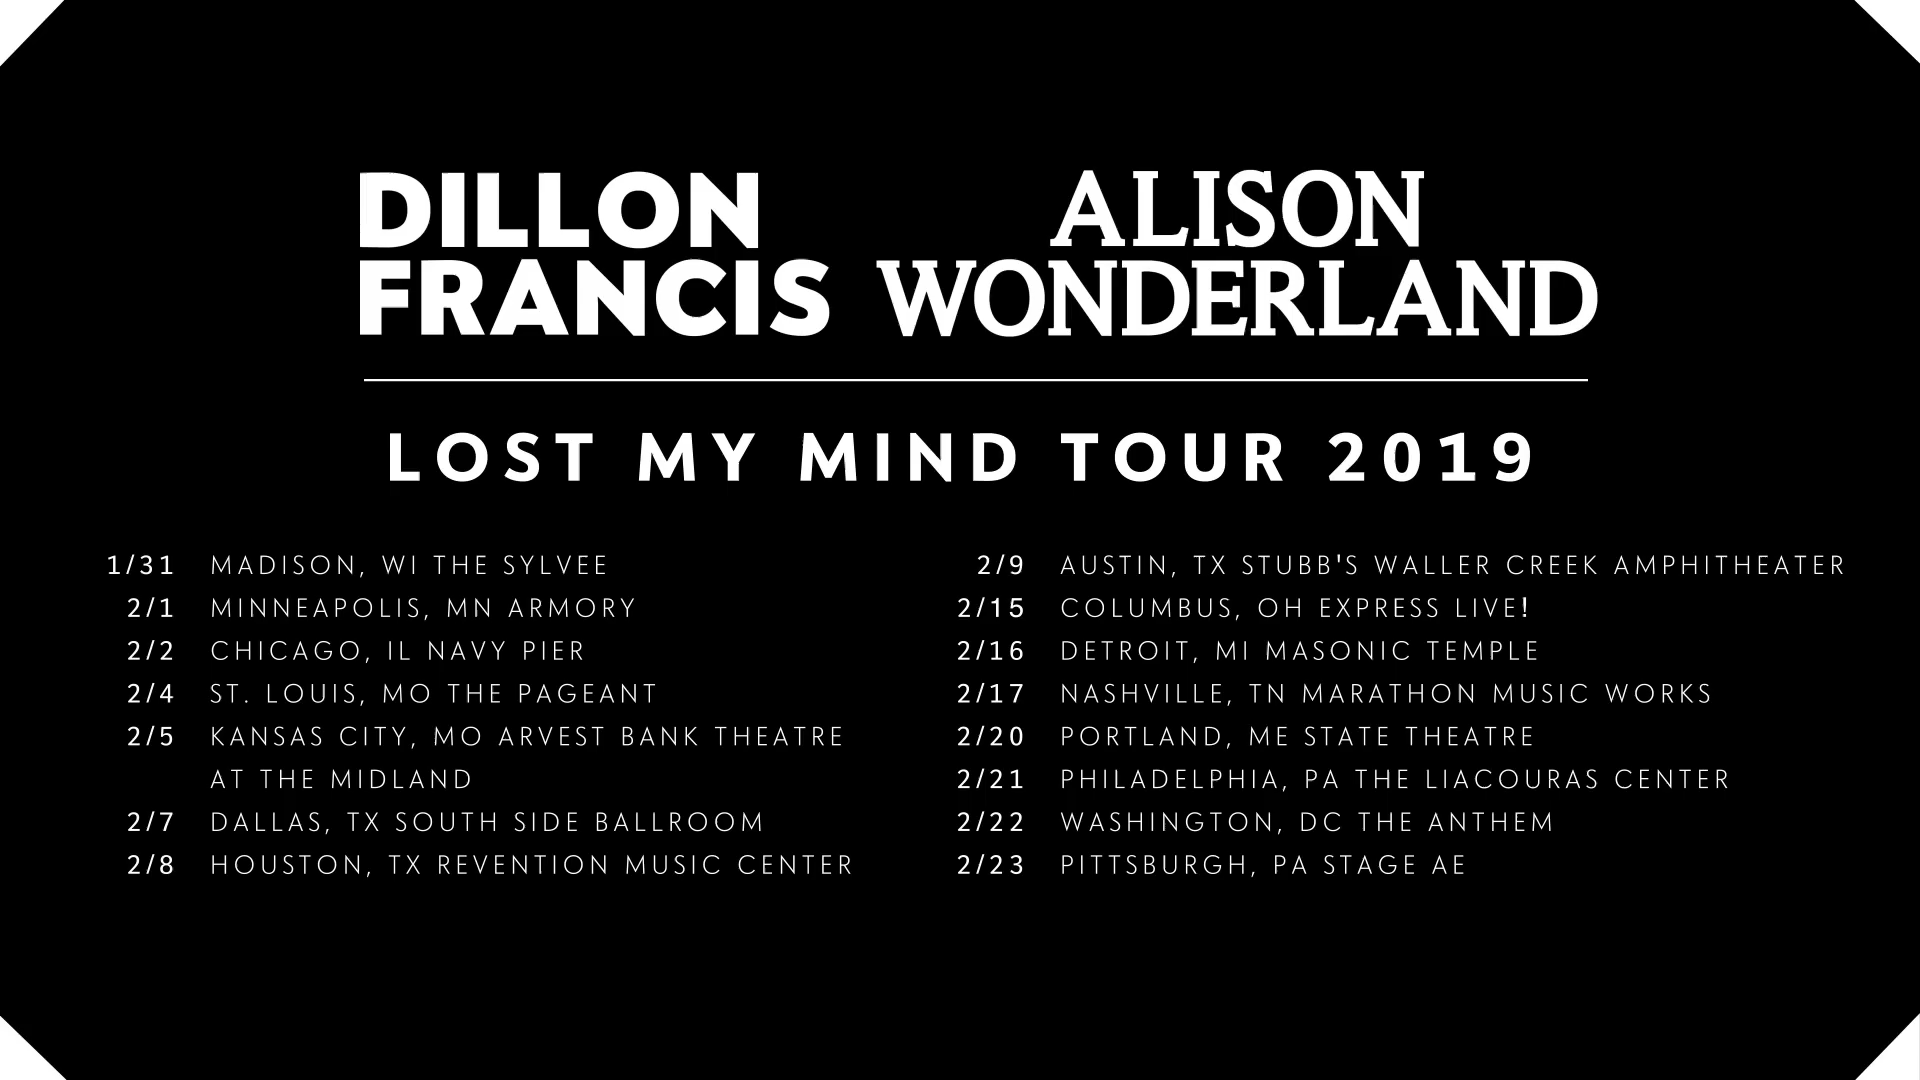 DILLON FRANCIS
ALISON WONDERLAND
LOST MY MIND TOUR 2019
1/31 MADISON, WI THE SYLVEE
2/1 MINNEAPOLIS, MN ARMORY
2/2 CHICAGO, IL NAVY PIER
2/4 ST. LOUIS, MO THE PAGEANT
2/5 KANSAS CITY, MO ARVEST BANK THEATRE
AT THE MIDLAND
2/7 DALLAS, TX SOUTH SIDE BALLROOM
2/8 HOUSTON, TX REVENTION MUSIC CENTER
2/9 AUSTIN, TX STUBB'S WALLER CREEK AMPHITHEATER
2/15 COLUMBUS, OH EXPRESS LIVE!
2/16 DETROIT, MI MASONIC TEMPLE
2/17 NASHVILLE, TN MARATHON MUSIC WORKS
2/20 PORTLAND, ME STATE THEATRE
2/21 PHILADELPHIA, PA THE LIACOURAS CENTER
2/22 WASHINGTON, DC THE ANTHEM
2/23 PITTSBURGH, PA STAGE AE